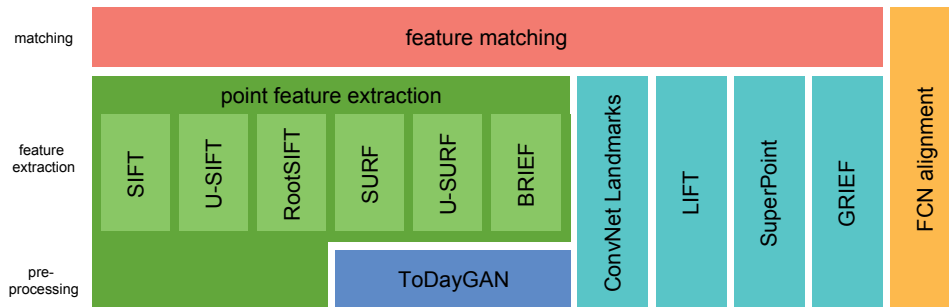 matching
feature matching
point feature extraction
feature
extraction
SIFT
U-SIFT
RootSIFT
SURF
U-SURF
BRIEF
ConvNet Landmarks
LIFT
SuperPoint
GRIEF
FCN alignment
pre-
processing
ToDayGAN